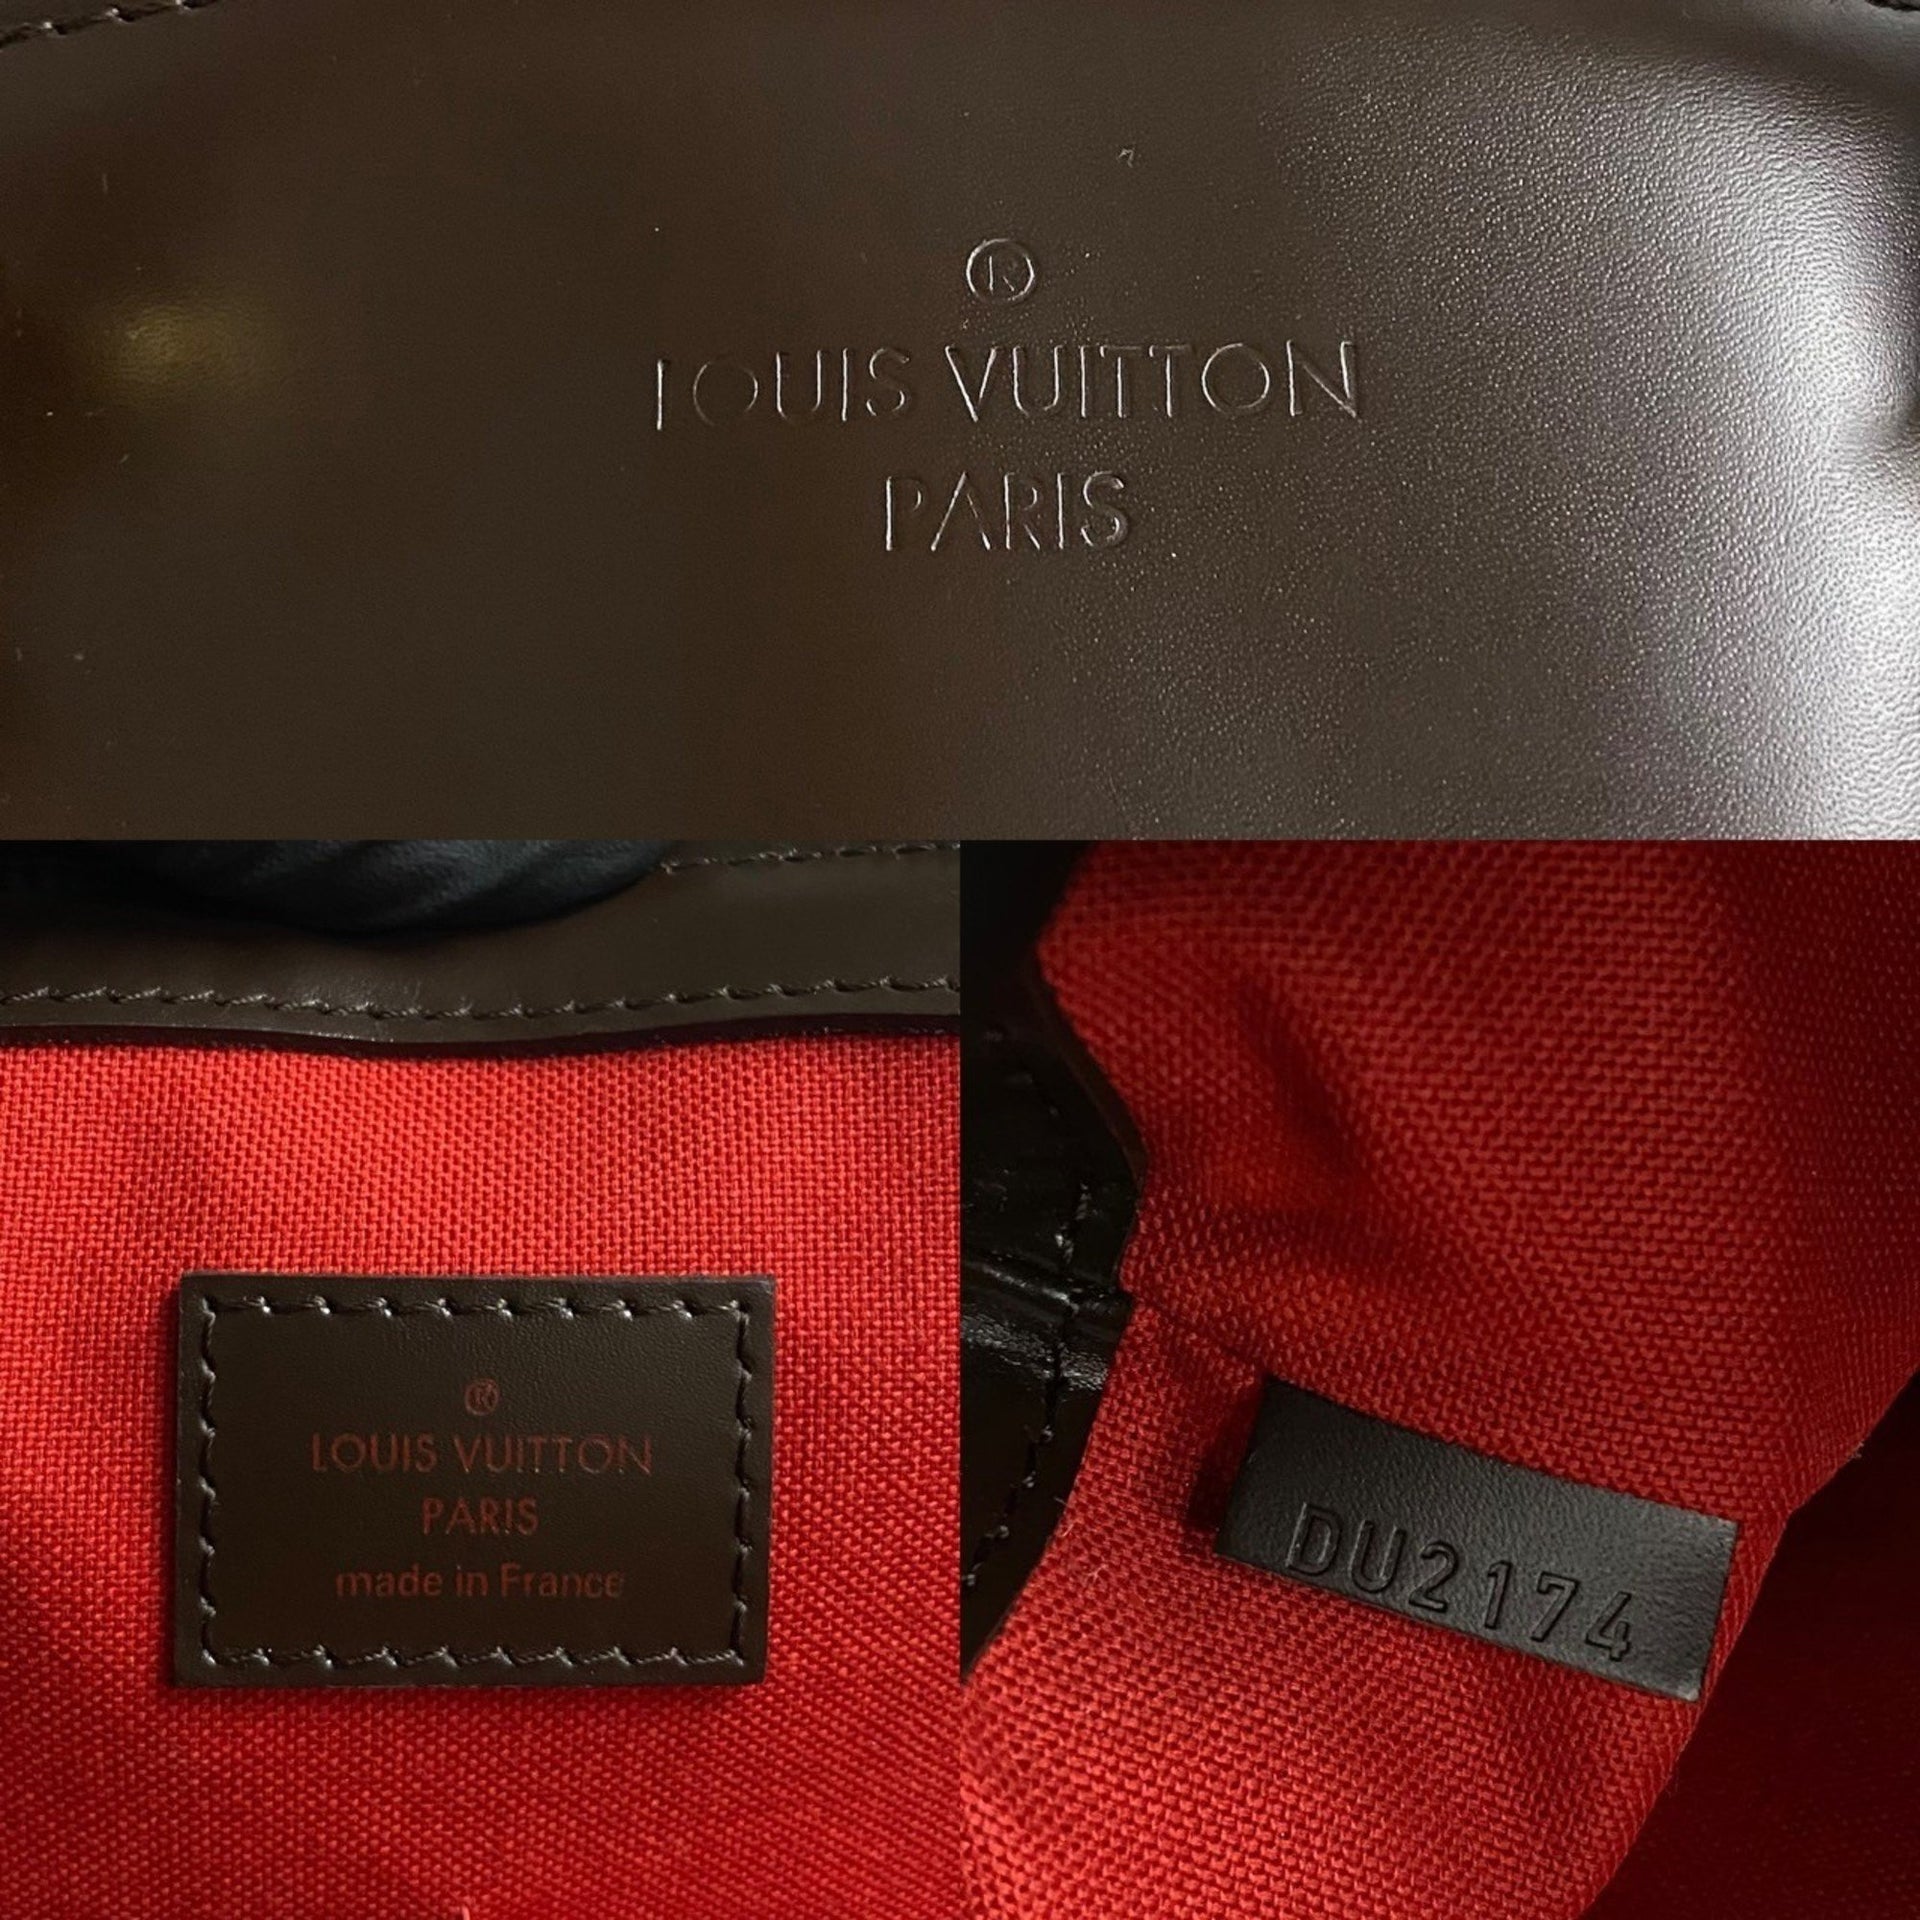 ®
LOUIS VUITTON
PARIS
®
LOUIS VUITTON
PARIS
made in France
DU2174